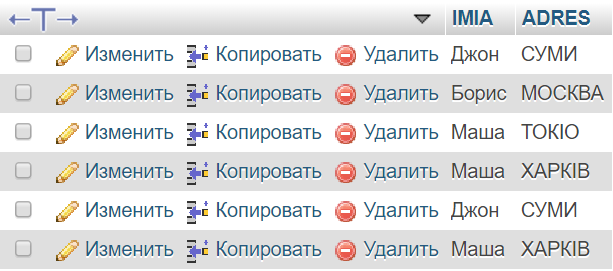 IMIA ADRES
Изменить Копировать Удалить Джон СУМИ
Изменить Копировать Удалить Борис МОСКВА
Изменить Копировать Удалить Маша ТОКІО
Изменить Копировать Удалить Маша ХАРКІВ
Изменить Копировать Удалить Джон СУМИ
Изменить Копировать Удалить Маша ХАРКІВ